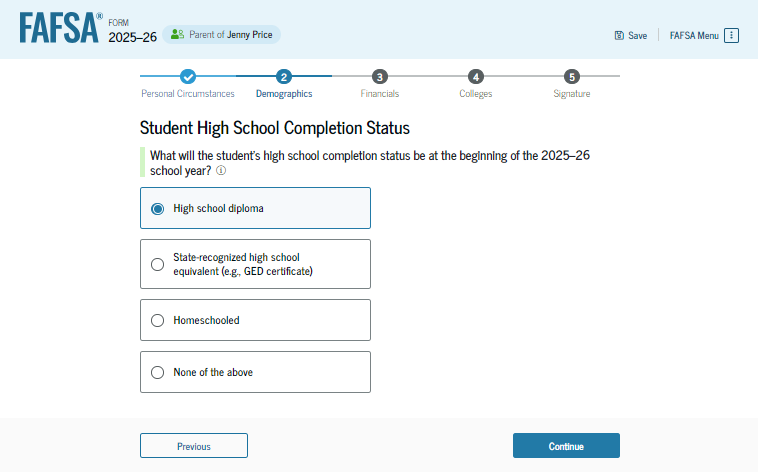 FAFSA®
FORM
2025–26
Parent of Jenny Price
Save
FAFSA Menu
2
3
4
5
Personal Circumstances
Demographics
Financials
Colleges
Signature
Student High School Completion Status
What will the student's high school completion status be at the beginning of the 2025–26
school year?
High school diploma
State-recognized high school
equivalent (e.g., GED certificate)
Homeschooled
None of the above
Previous
Continue